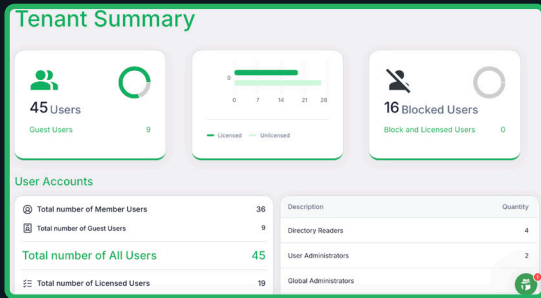 Tenant Summary
45 Users
Guest Users 9
0
0 7 14 21 28
Licensed Unlicensed
16 Blocked Users
Block and Licensed Users 0
User Accounts
Total number of Member Users 36
Total number of Guest Users 9
Total number of All Users 45
Total number of Licensed Users 19
Description Quantity
Directory Readers 4
User Administrators 2
Global Administrators